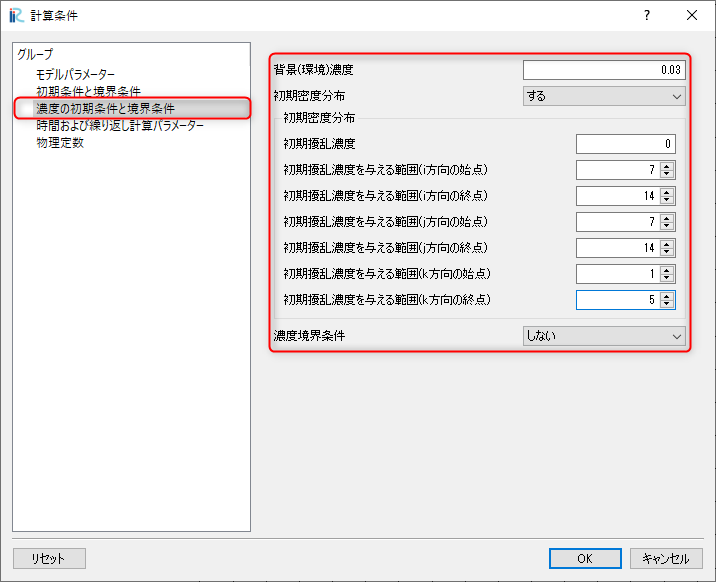 iRC 計算条件 ? ×
グループ
モデルパラメーター
初期条件と境界条件
濃度の初期条件と境界条件
時間および繰り返し計算パラメーター
物理定数
背景(環境)濃度 0.03
初期密度分布 する
初期密度分布
初期擾乱濃度 0
初期擾乱濃度を与える範囲(i方向の始点) 7
初期擾乱濃度を与える範囲(i方向の終点) 14
初期擾乱濃度を与える範囲(j方向の始点) 7
初期擾乱濃度を与える範囲(j方向の終点) 14
初期擾乱濃度を与える範囲(k方向の始点) 1
初期擾乱濃度を与える範囲(k方向の終点) 5
濃度境界条件 しない
リセット OK キャンセル